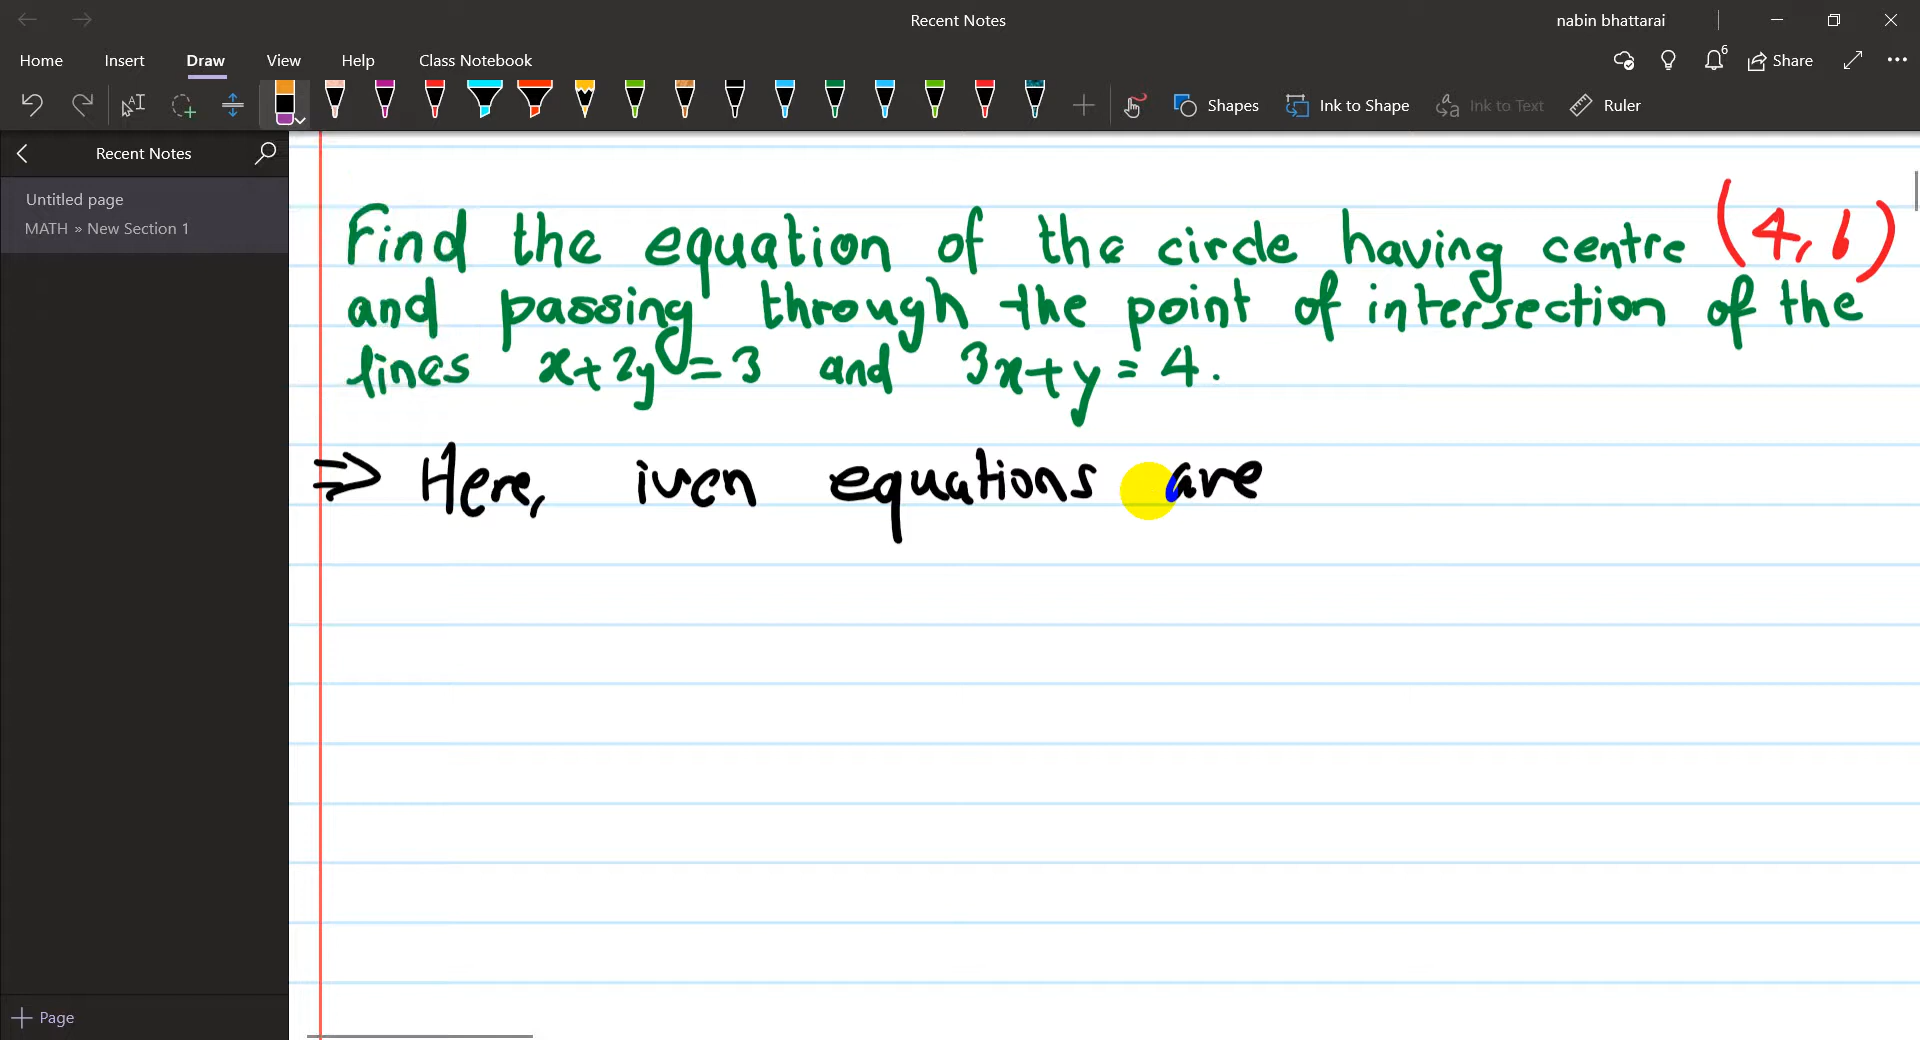 Recent Notes
nabin bhattarai
Home Insert Draw View Help Class Notebook
6
Share
Shapes Ink to Shape Ink to Text Ruler
Recent Notes
Untitled page
MATH » New Section 1
Find the equation of the circle having centre (4, 6)
and passing through the point of intersection of the
lines x+2y=3 and 3x+y=4.
⇒ Here, iven equations are
Page